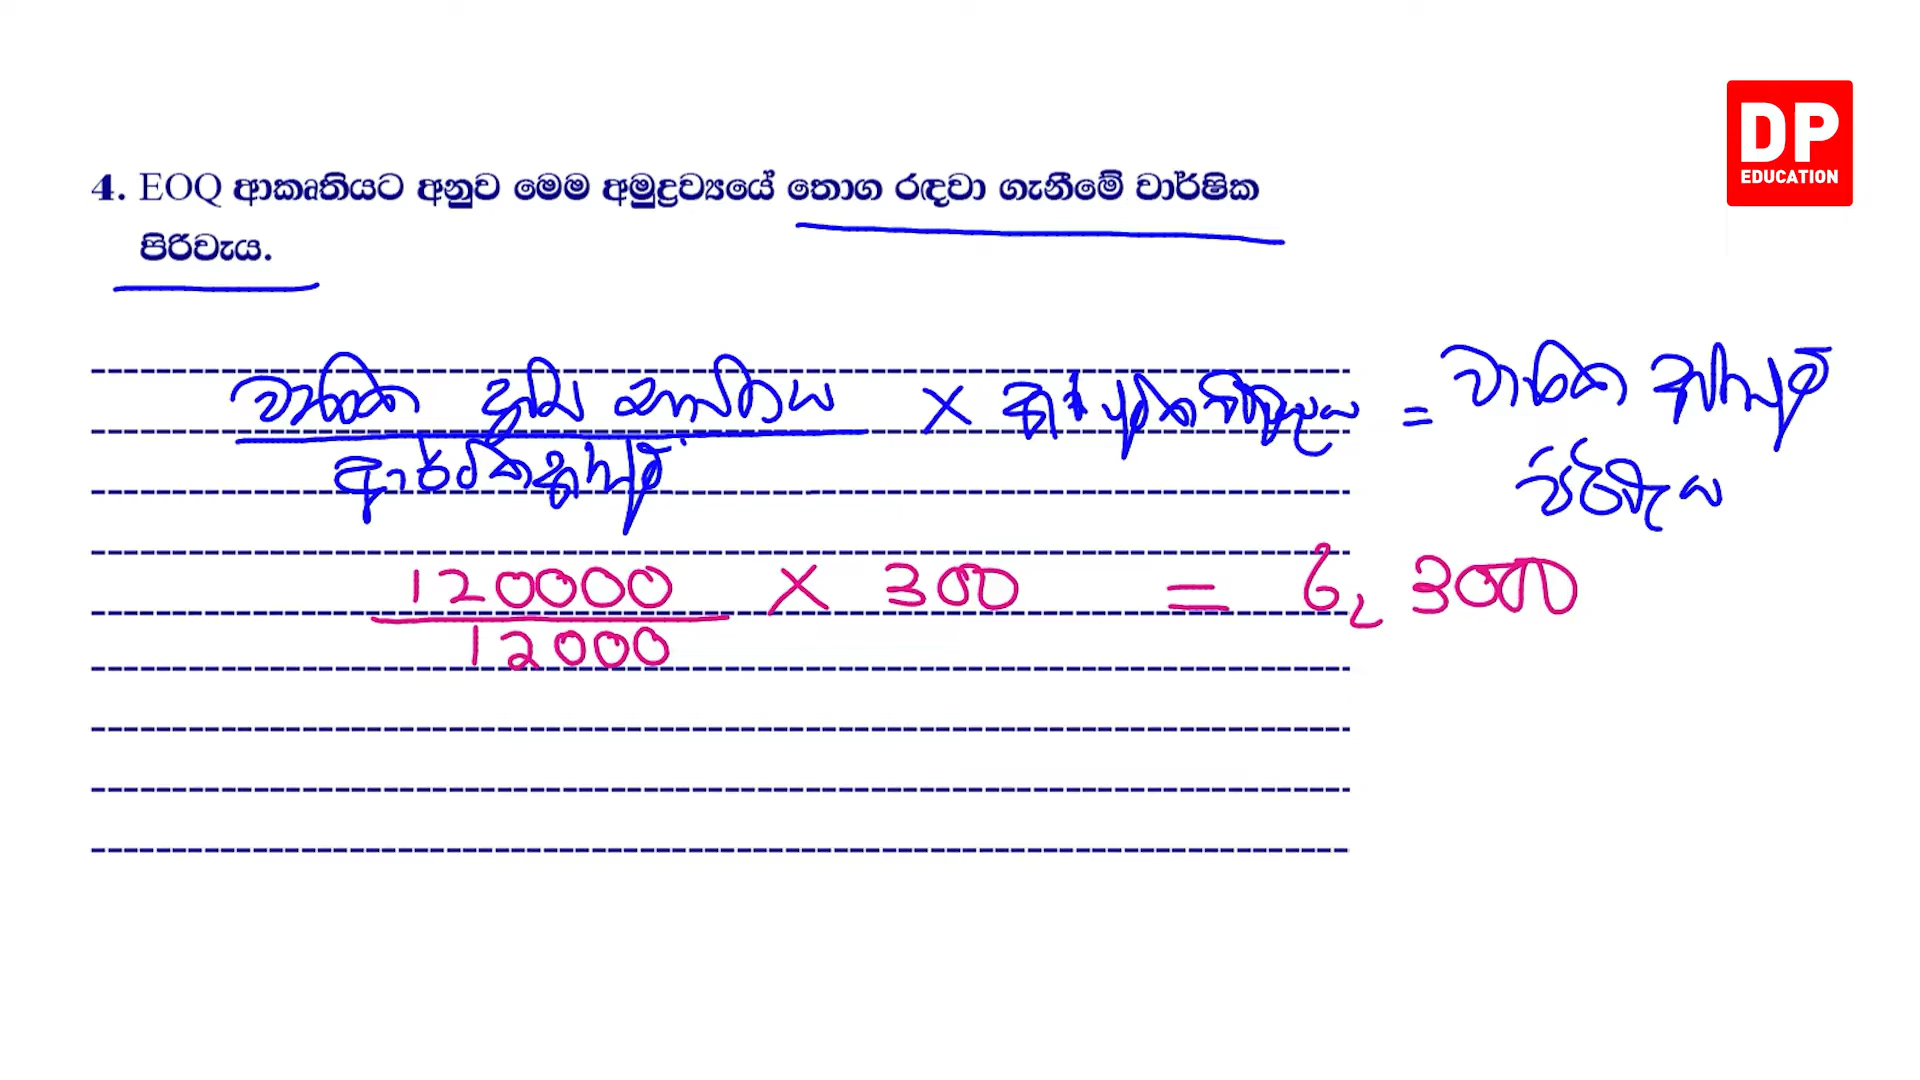 DP
EDUCATION
4. EOQ ආකෘතියට අනුව මෙම අමුද්‍රව්‍යයේ තොග රඳවා ගැනීමේ වාර්ෂික
පිරිවැය.
වාර්ෂික ද්‍රව්‍ය භාවිතය × ඇණවුමක පිරිවැය = වාර්ෂික ඇණවුම්
ආර්ථික ඇණවුම පිරිවැය
120000 × 300 = රු 3000
12000